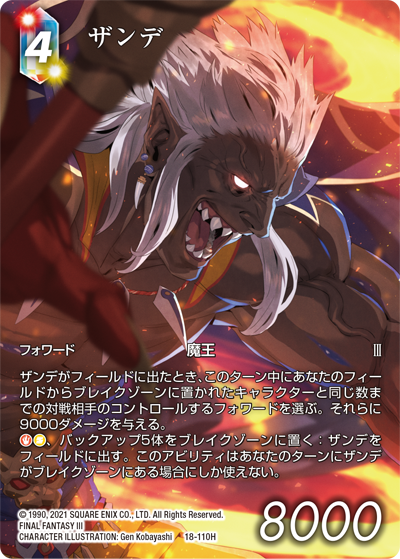 4
ザンデ
フォワード 魔王 III
ザンデがフィールドに出たとき、このターン中にあなたのフィー
ルドからブレイクゾーンに置かれたキャラクターと同じ数ま
での対戦相手のコントロールするフォワードを選ぶ。それらに
9000ダメージを与える。
、バックアップ5体をブレイクゾーンに置く：ザンデを
フィールドに出す。このアビリティはあなたのターンにザンデ
がブレイクゾーンにある場合にしか使えない。
© 1990, 2021 SQUARE ENIX CO., LTD. All Rights Reserved.
FINAL FANTASY III
CHARACTER ILLUSTRATION: Gen Kobayashi 18-110H
8000